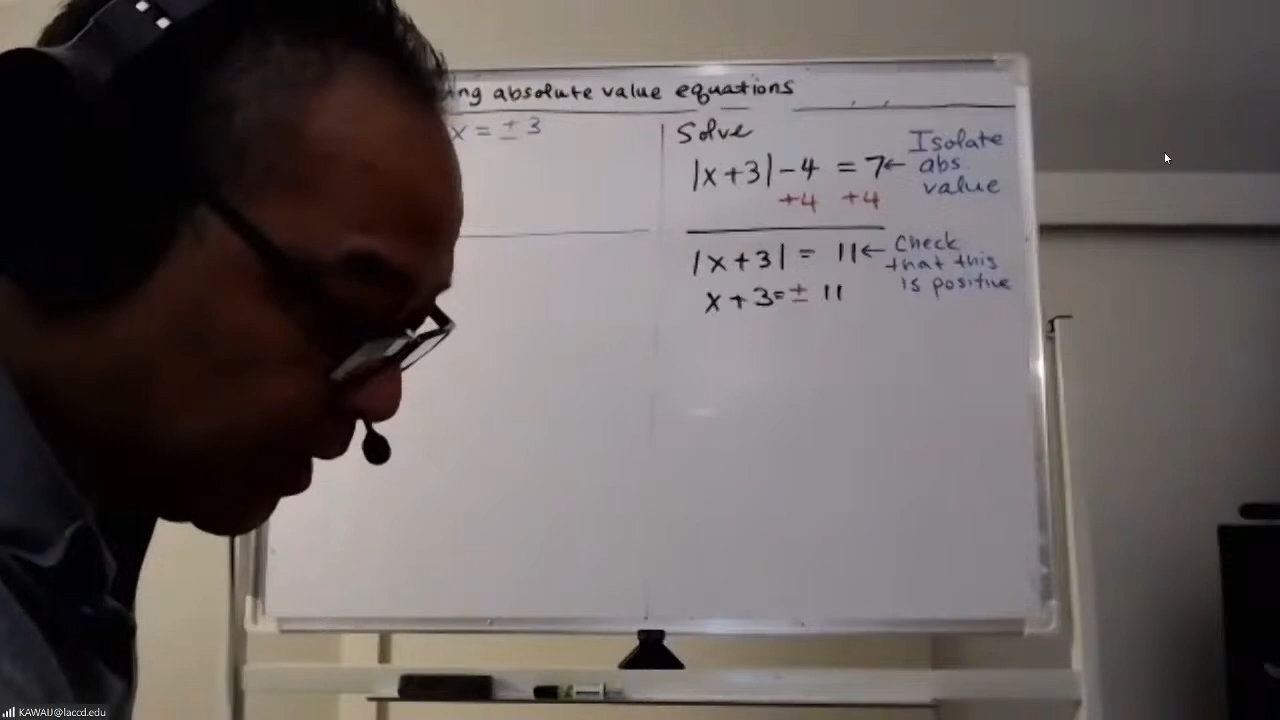 ng absolute value equations
x = ± 3
Solve
|x+3|-4 = 7← Isolate abs. value
+4 +4
|x+3| = 11← Check that this is positive
x+3=± 11
KAWAIJ@laccd.edu